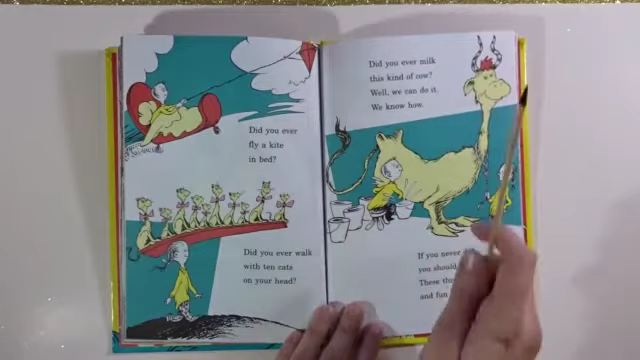 Did you ever
fly a kite
in bed?
Did you ever walk
with ten cats
on your head?
Did you ever milk
this kind of cow?
Well, we can do it.
We know how.
If you never
you should
These
and fun